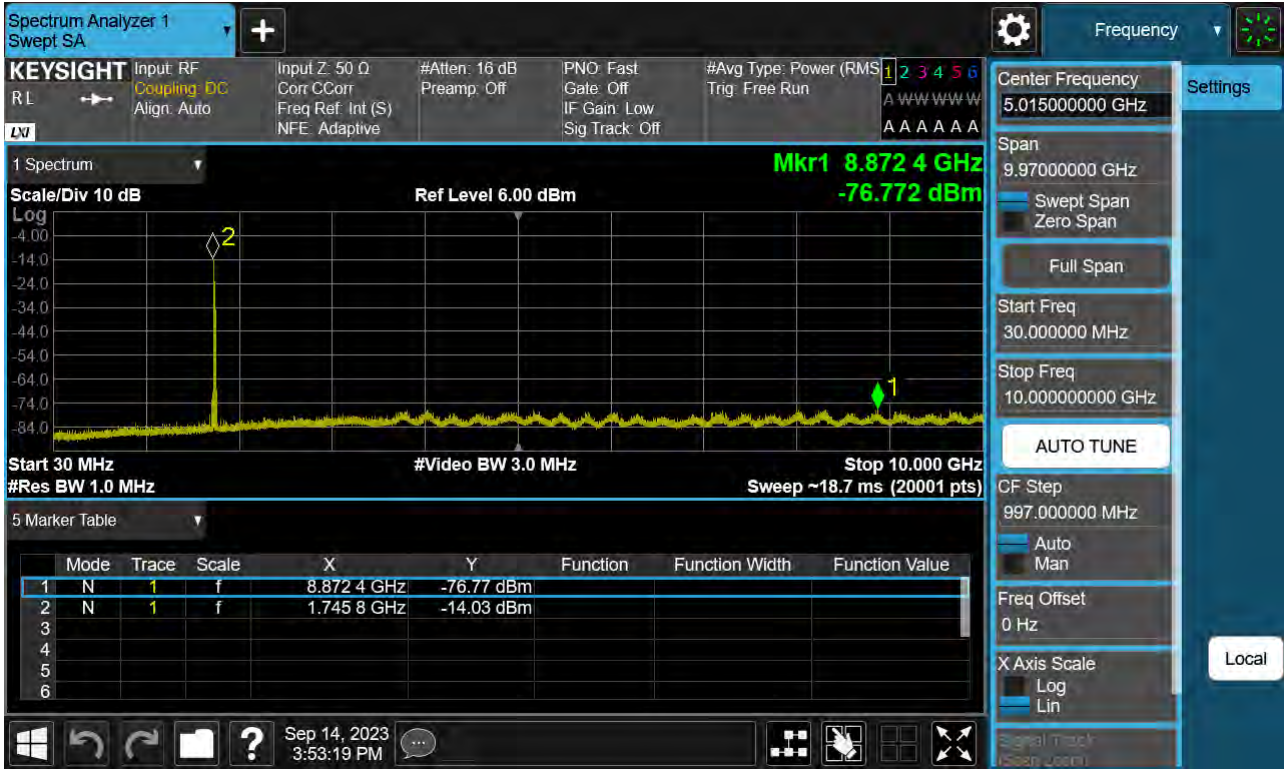 Spectrum Analyzer 1
Swept SA
+
Frequency
KEYSIGHT
RL
LXI
Input: RF
Coupling: DC
Align: Auto
Input Z: 50 Ω
Corr CCorr
Freq Ref: Int (S)
NFE: Adaptive
#Atten: 16 dB
Preamp: Off
PNO: Fast
Gate: Off
IF Gain: Low
Sig Track: Off
#Avg Type: Power (RMS
Trig: Free Run
1 2 3 4 5 6
A W W W W W
A A A A A A
1 Spectrum
Mkr1 8.872 4 GHz
-76.772 dBm
Scale/Div 10 dB
Ref Level 6.00 dBm
Log
-4.00
-14.0
-24.0
-34.0
-44.0
-54.0
-64.0
-74.0
-84.0
2
1
Start 30 MHz
#Video BW 3.0 MHz
Stop 10.000 GHz
#Res BW 1.0 MHz
Sweep ~18.7 ms (20001 pts)
5 Marker Table
Mode Trace Scale X Y Function Function Width Function Value
1 N 1 f 8.872 4 GHz -76.77 dBm
2 N 1 f 1.745 8 GHz -14.03 dBm
3
4
5
6
Center Frequency
5.015000000 GHz
Settings
Span
9.97000000 GHz
Swept Span
Zero Span
Full Span
Start Freq
30.000000 MHz
Stop Freq
10.000000000 GHz
AUTO TUNE
CF Step
997.000000 MHz
Auto
Man
Freq Offset
0 Hz
X Axis Scale
Log
Lin
Local
Signal Track
(Span Zoom)
?
Sep 14, 2023
3:53:19 PM